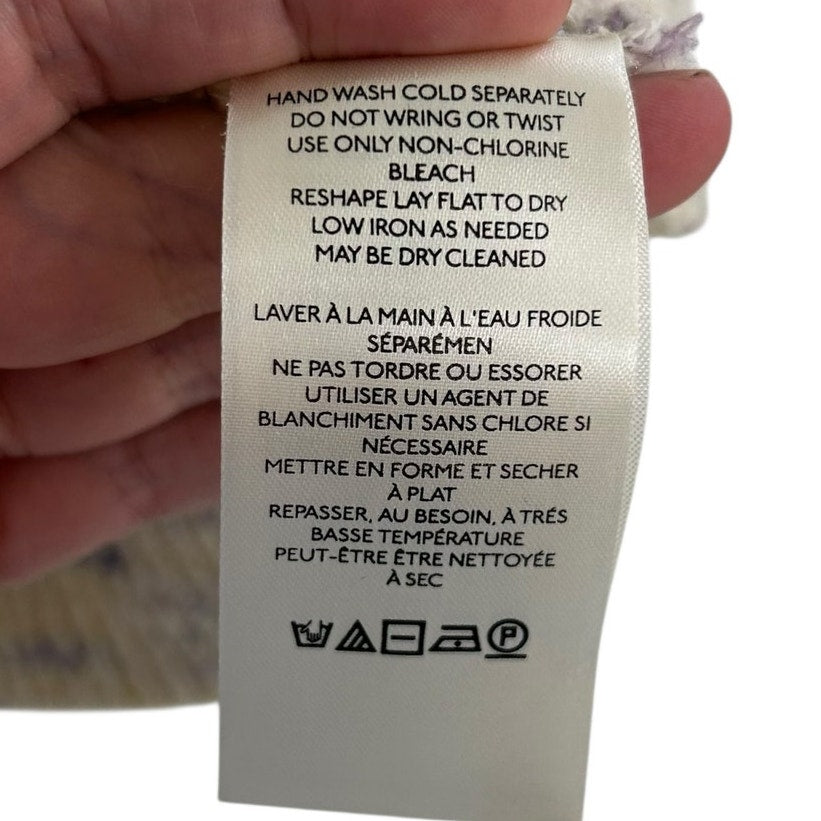 HAND WASH COLD SEPARATELY
DO NOT WRING OR TWIST
USE ONLY NON-CHLORINE
BLEACH
RESHAPE LAY FLAT TO DRY
LOW IRON AS NEEDED
MAY BE DRY CLEANED
LAVER À LA MAIN À L'EAU FROIDE
SÉPARÉMEN
NE PAS TORDRE OU ESSORER
UTILISER UN AGENT DE
BLANCHIMENT SANS CHLORE SI
NÉCESSAIRE
METTRE EN FORME ET SECHER
À PLAT
REPASSER, AU BESOIN, À TRÉS
BASSE TEMPÉRATURE
PEUT-ÊTRE ÊTRE NETTOYÉE
À SEC
P